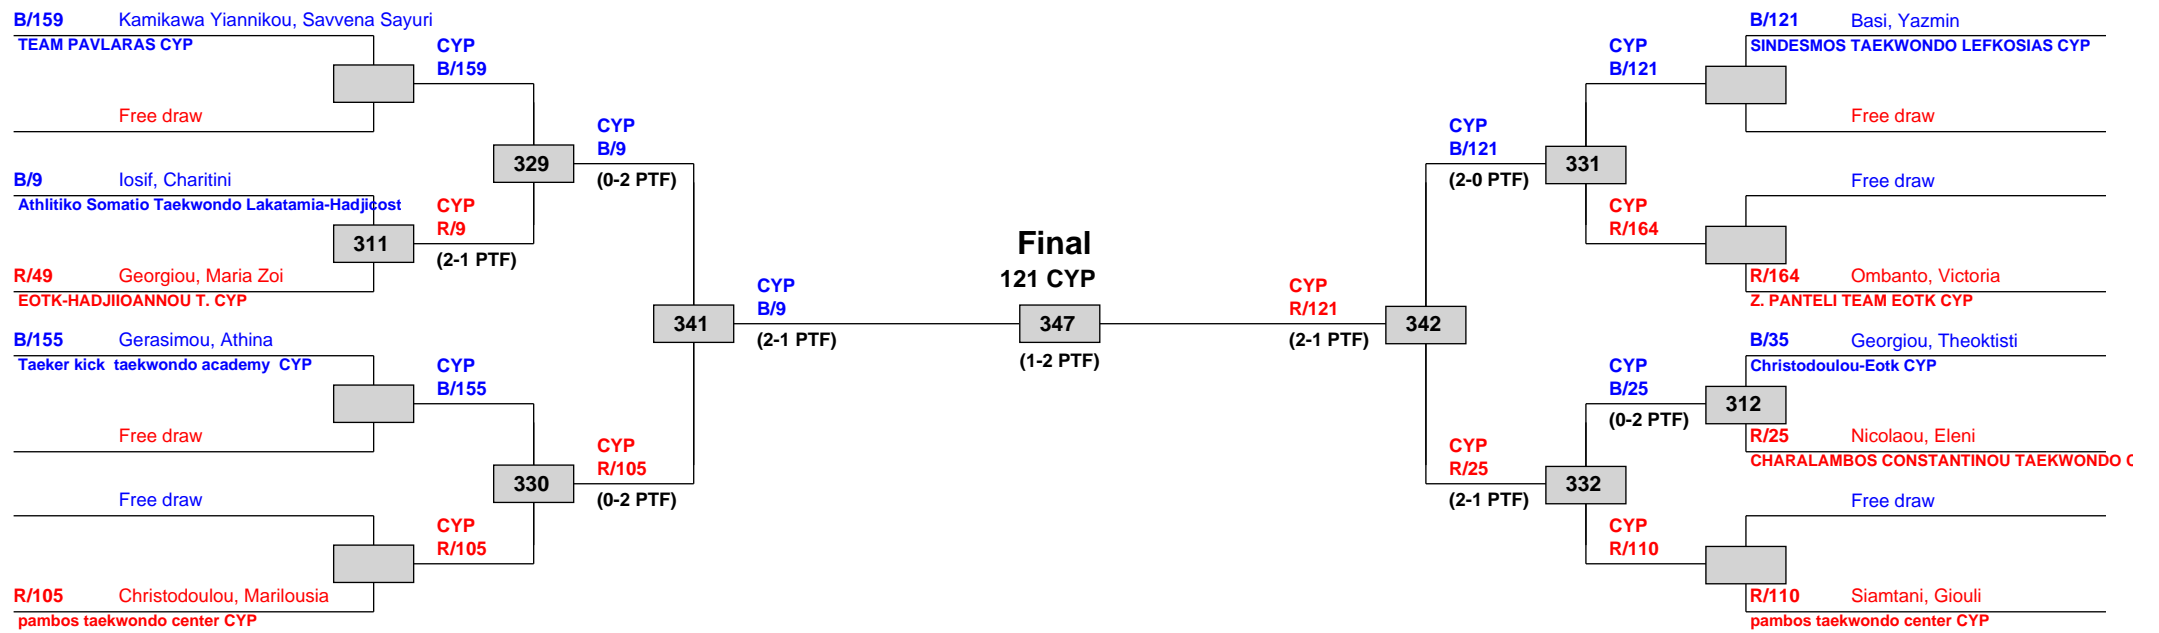 B/159 Kamikawa Yiannikou, Savvena Sayuri
TEAM PAVLARAS CYP
CYP
B/159
Free draw
CYP
B/9
329
(0-2 PTF)
B/9 Iosif, Charitini
Athlitiko Somatio Taekwondo Lakatamia-Hadjicost
CYP
R/9
311
(2-1 PTF)
R/49 Georgiou, Maria Zoi
EOTK-HADJIIOANNOU T. CYP
CYP
B/9
341
(2-1 PTF)
B/155 Gerasimou, Athina
Taeker kick taekwondo academy CYP
CYP
B/155
Free draw
CYP
R/105
330
(0-2 PTF)
Free draw
CYP
R/105
R/105 Christodoulou, Marilousia
pambos taekwondo center CYP
Final
121 CYP
347
(1-2 PTF)
B/121 Basi, Yazmin
SINDESMOS TAEKWONDO LEFKOSIAS CYP
CYP
B/121
Free draw
CYP
B/121
331
(2-0 PTF)
Free draw
CYP
R/164
R/164 Ombanto, Victoria
Z. PANTELI TEAM EOTK CYP
CYP
R/121
342
(2-1 PTF)
B/35 Georgiou, Theoktisti
Christodoulou-Eotk CYP
CYP
B/25
312
(0-2 PTF)
R/25 Nicolaou, Eleni
CHARALAMBOS CONSTANTINOU TAEKWONDO
CYP
R/25
332
(2-1 PTF)
Free draw
CYP
R/110
R/110 Siamtani, Giouli
pambos taekwondo center CYP